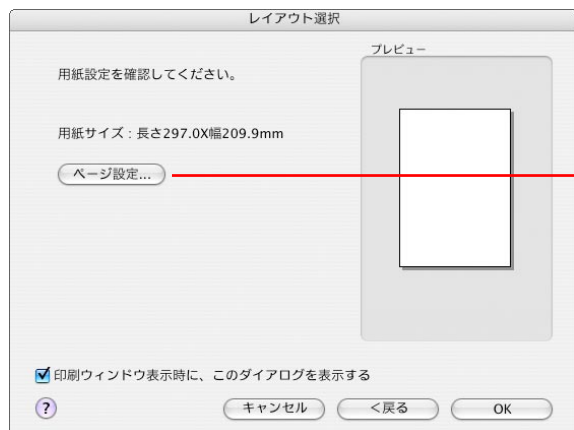 レイアウト選択
プレビュー
用紙設定を確認してください。
用紙サイズ：長さ297.0X幅209.9mm
ページ設定...
印刷ウィンドウ表示時に、このダイアログを表示する
?
キャンセル
<戻る
OK